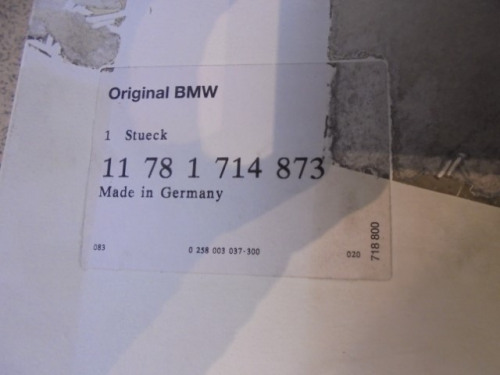 Original BMW
1 Stueck
11 78 1 714 873
Made in Germany
083 0 258 003 037-300 020
718 800